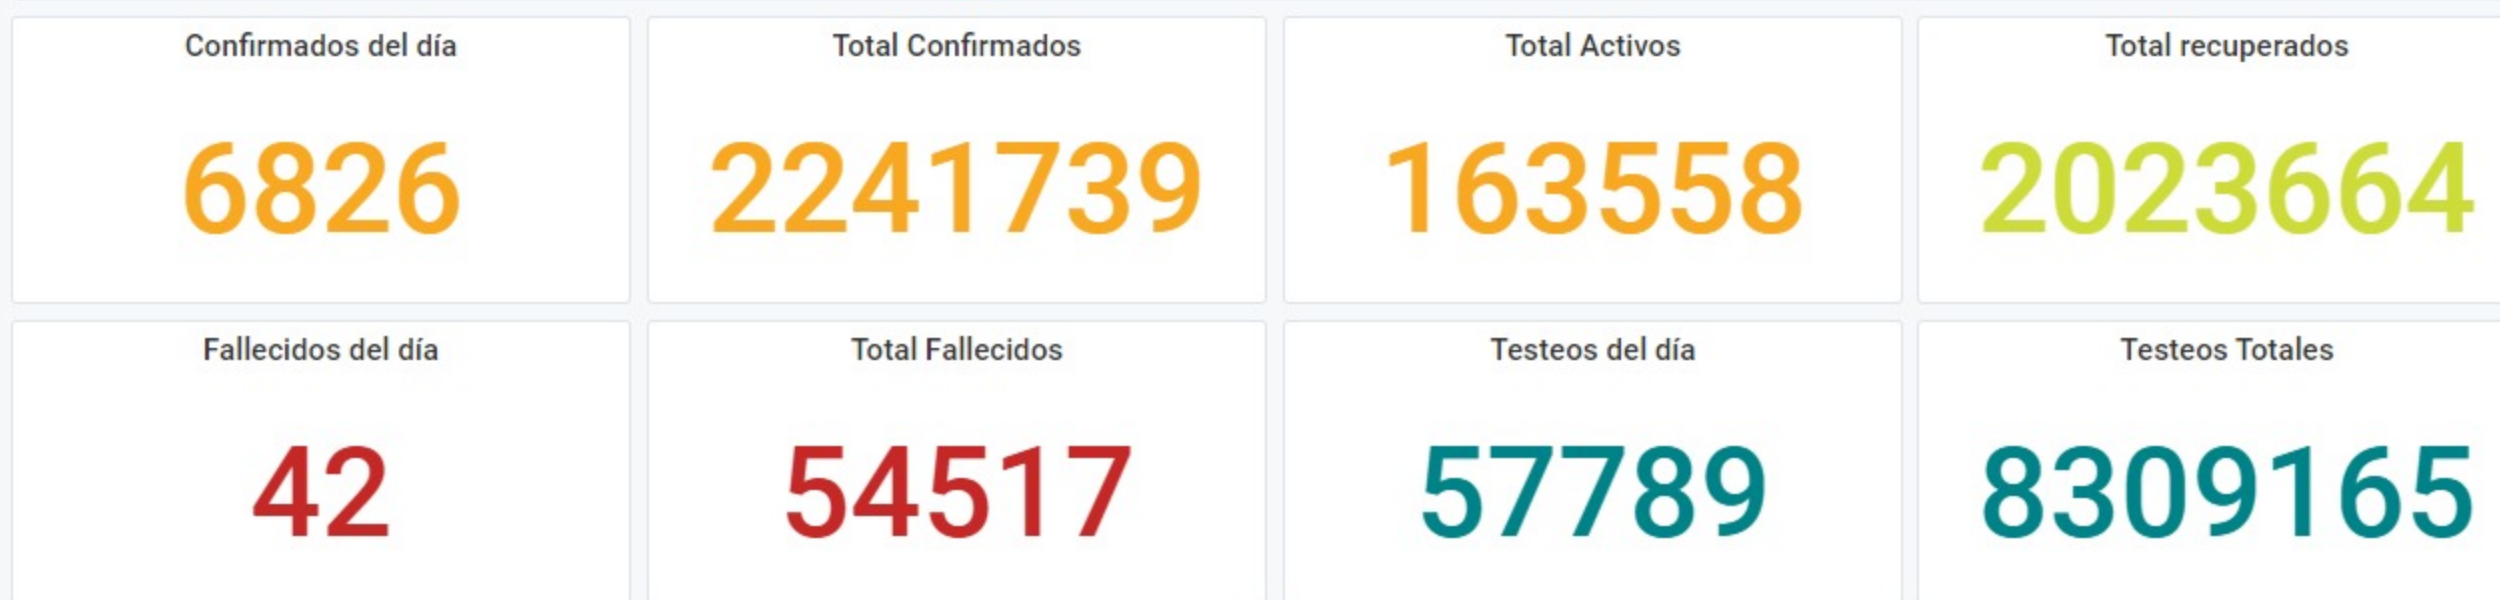 Confirmados del día
Total Confirmados
Total Activos
Total recuperados
6826
2241739
163558
2023664
Fallecidos del día
Total Fallecidos
Testeos del día
Testeos Totales
42
54517
57789
8309165